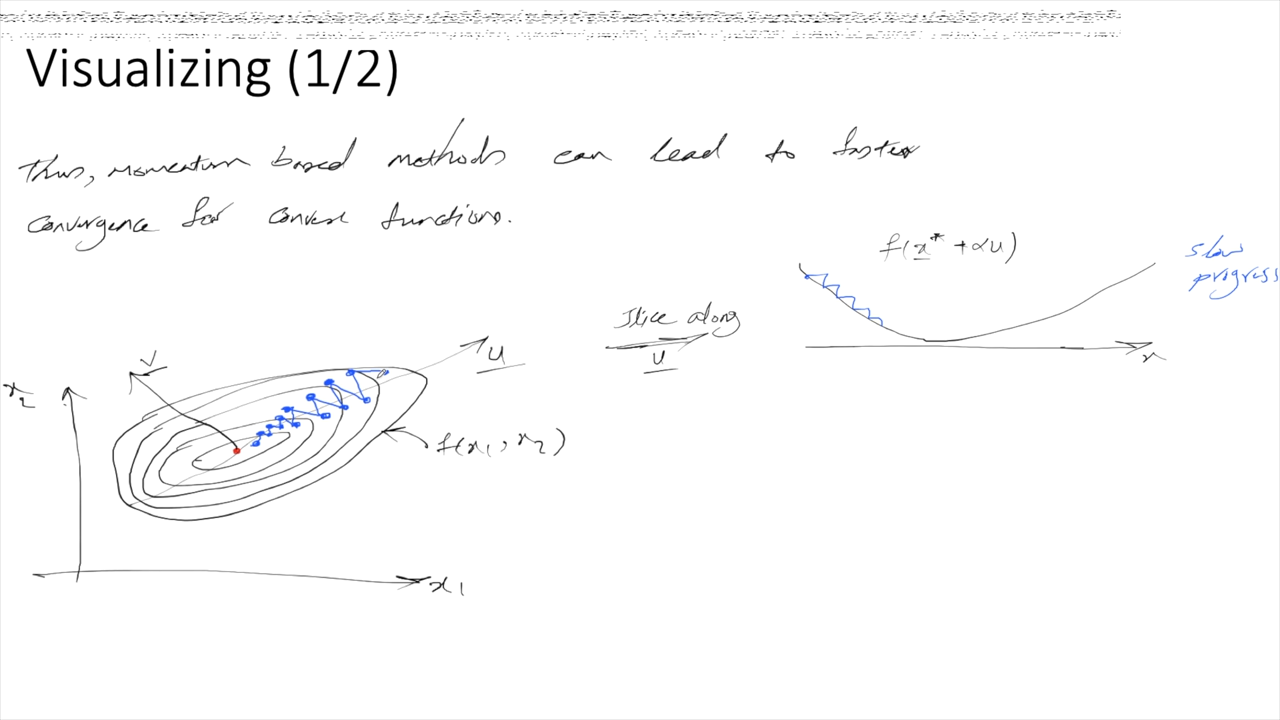 Visualizing (1/2)
Thus, momentum based methods can lead to faster
convergence for convex functions.
f(x* + αu)
slow
progress
Slice along
u
x
v
u
x₂
f(x₁, x₂)
x₁